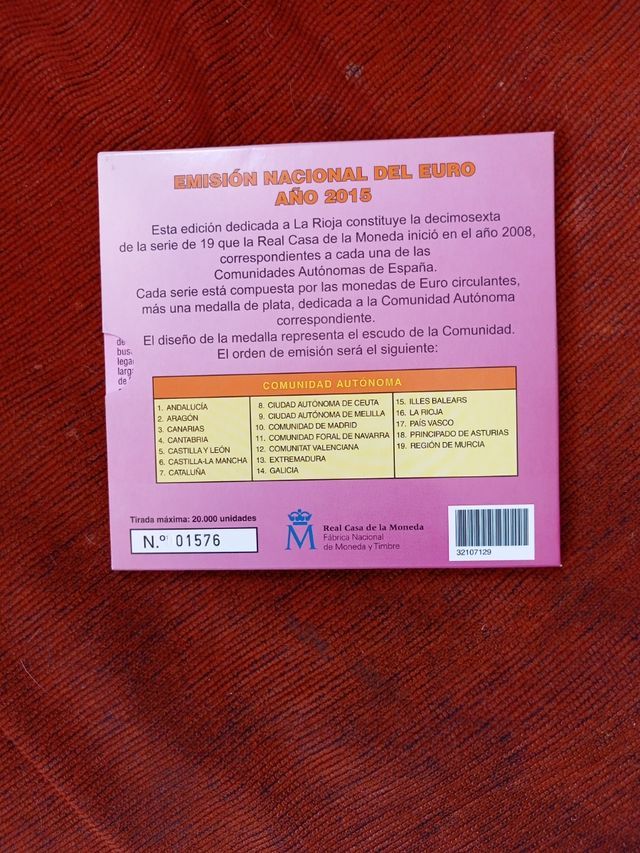 EMISIÓN NACIONAL DEL EURO
AÑO 2015
Esta edición dedicada a La Rioja constituye la decimosexta
de la serie de 19 que la Real Casa de la Moneda inició en el año 2008,
correspondientes a cada una de las
Comunidades Autónomas de España.
Cada serie está compuesta por las monedas de Euro circulantes,
más una medalla de plata, dedicada a la Comunidad Autónoma
correspondiente.
El diseño de la medalla representa el escudo de la Comunidad.
El orden de emisión será el siguiente:
COMUNIDAD AUTÓNOMA
1. ANDALUCÍA
2. ARAGÓN
3. CANARIAS
4. CANTABRIA
5. CASTILLA Y LEÓN
6. CASTILLA-LA MANCHA
7. CATALUÑA
8. CIUDAD AUTÓNOMA DE CEUTA
9. CIUDAD AUTÓNOMA DE MELILLA
10. COMUNIDAD DE MADRID
11. COMUNIDAD FORAL DE NAVARRA
12. COMUNITAT VALENCIANA
13. EXTREMADURA
14. GALICIA
15. ILLES BALEARS
16. LA RIOJA
17. PAÍS VASCO
18. PRINCIPADO DE ASTURIAS
19. REGIÓN DE MURCIA
Tirada máxima: 20.000 unidades
N.º 01576
M
Real Casa de la Moneda
Fábrica Nacional
de Moneda y Timbre
32107129